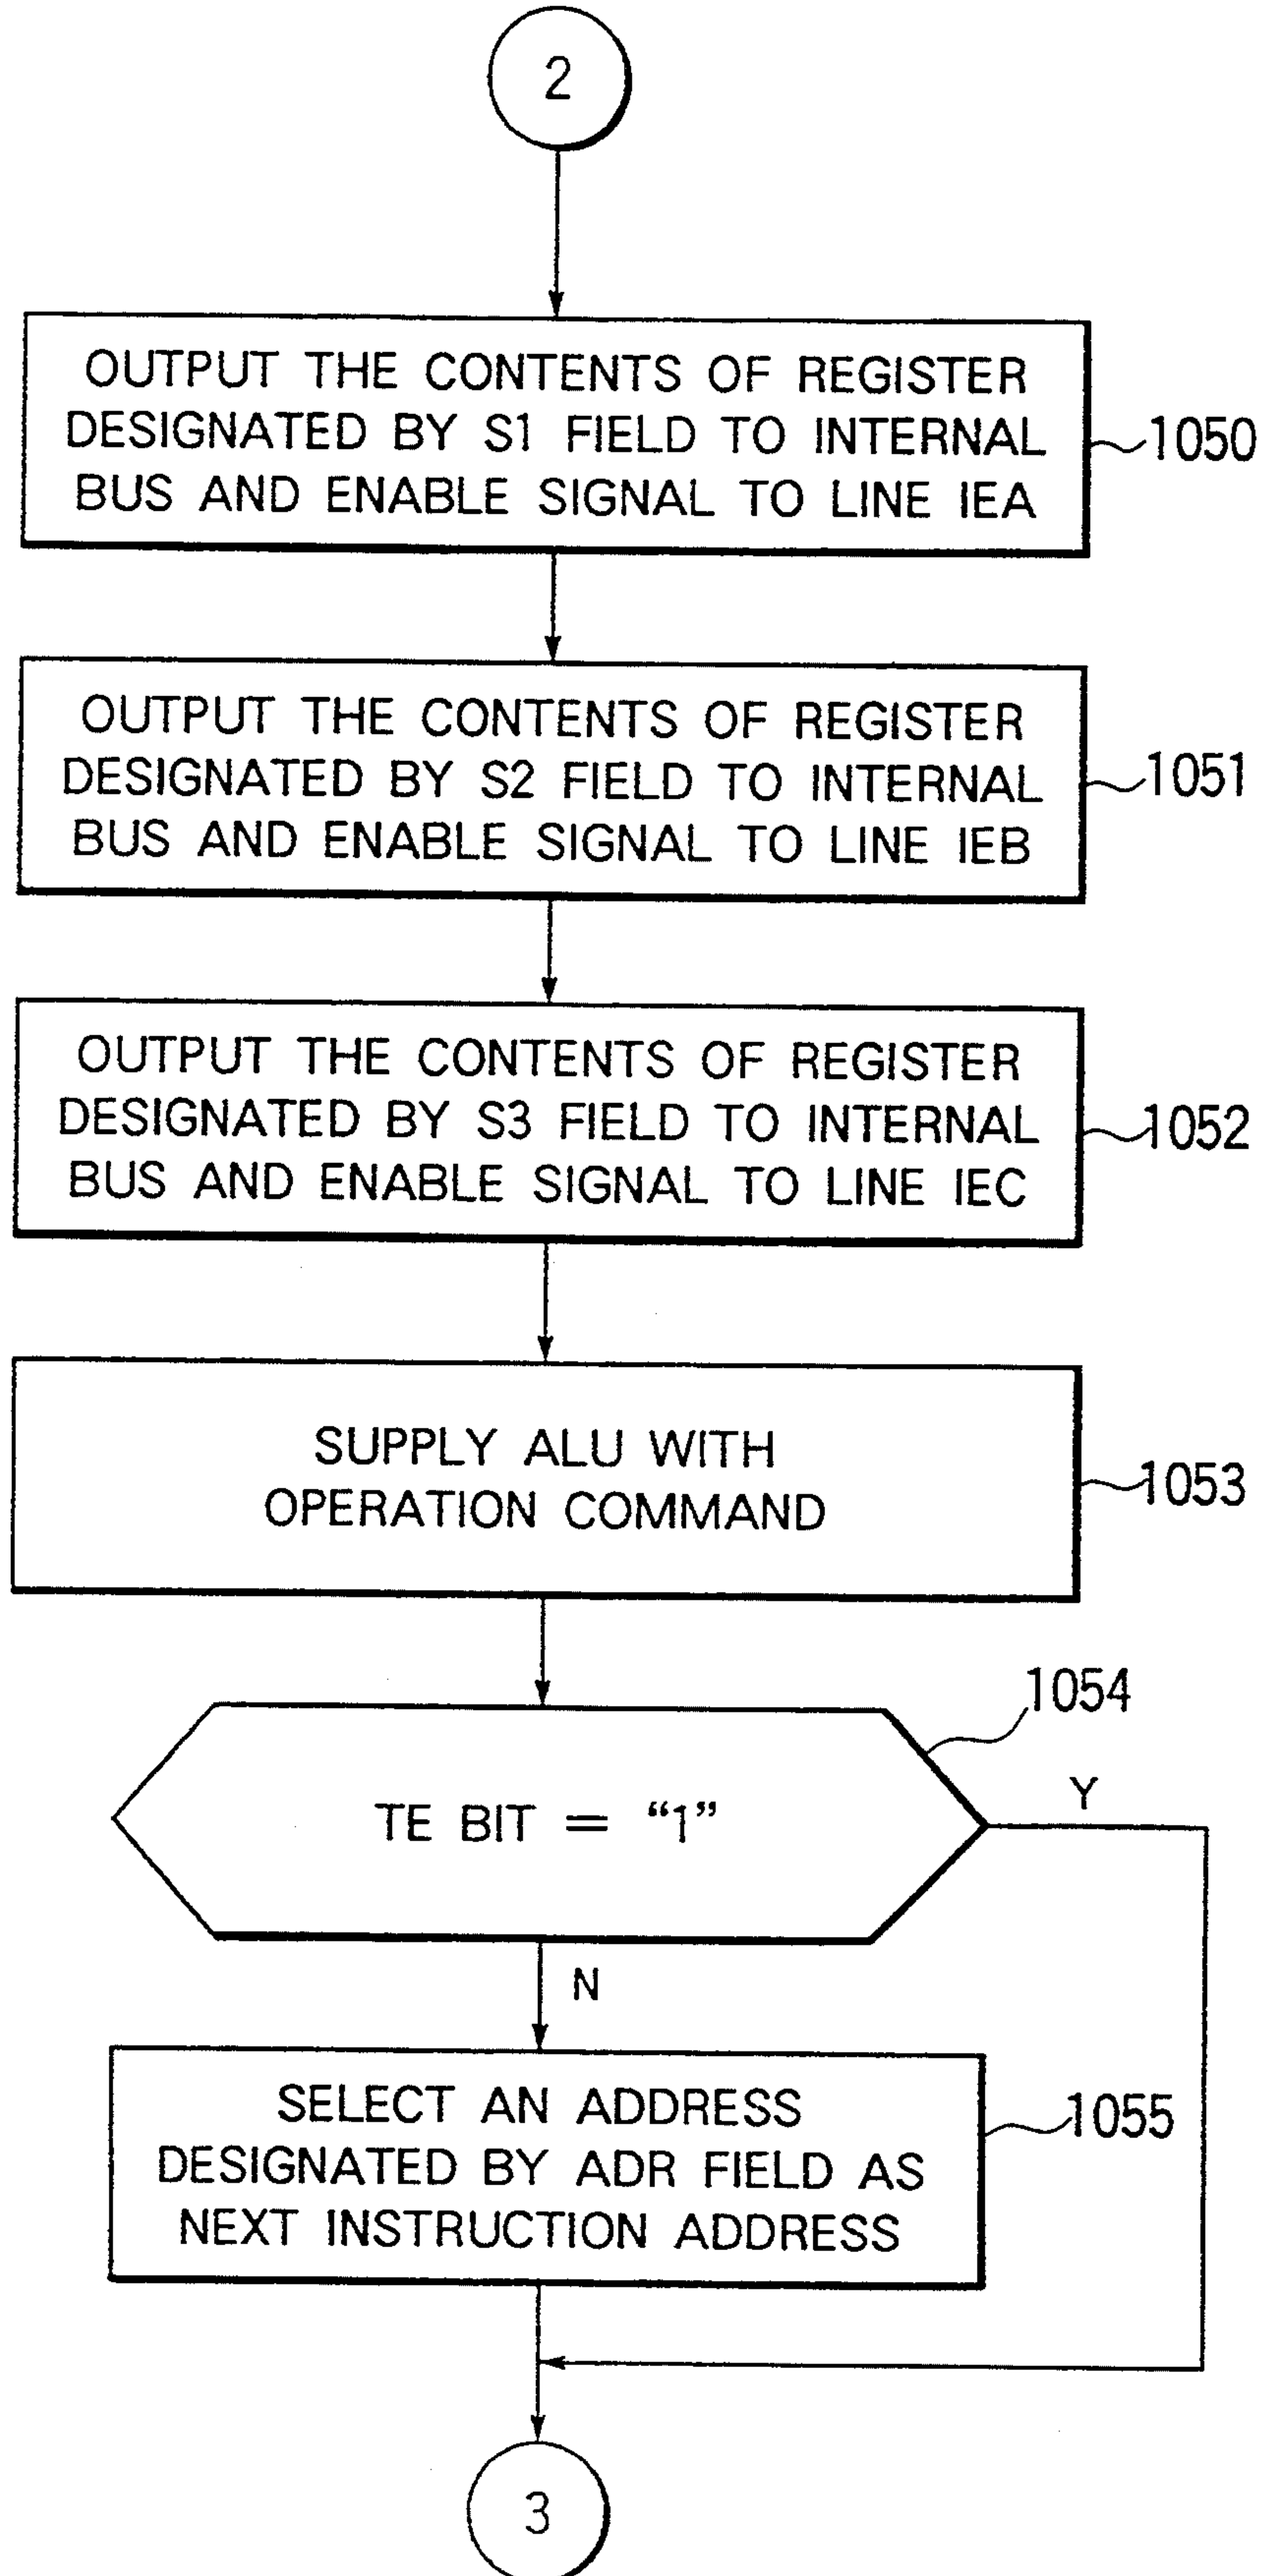 2
OUTPUT THE CONTENTS OF REGISTER
DESIGNATED BY S1 FIELD TO INTERNAL
BUS AND ENABLE SIGNAL TO LINE IEA
1050
OUTPUT THE CONTENTS OF REGISTER
DESIGNATED BY S2 FIELD TO INTERNAL
BUS AND ENABLE SIGNAL TO LINE IEB
1051
OUTPUT THE CONTENTS OF REGISTER
DESIGNATED BY S3 FIELD TO INTERNAL
BUS AND ENABLE SIGNAL TO LINE IEC
1052
SUPPLY ALU WITH
OPERATION COMMAND
1053
1054
TE BIT = “1”
Y
N
SELECT AN ADDRESS
DESIGNATED BY ADR FIELD AS
NEXT INSTRUCTION ADDRESS
1055
3